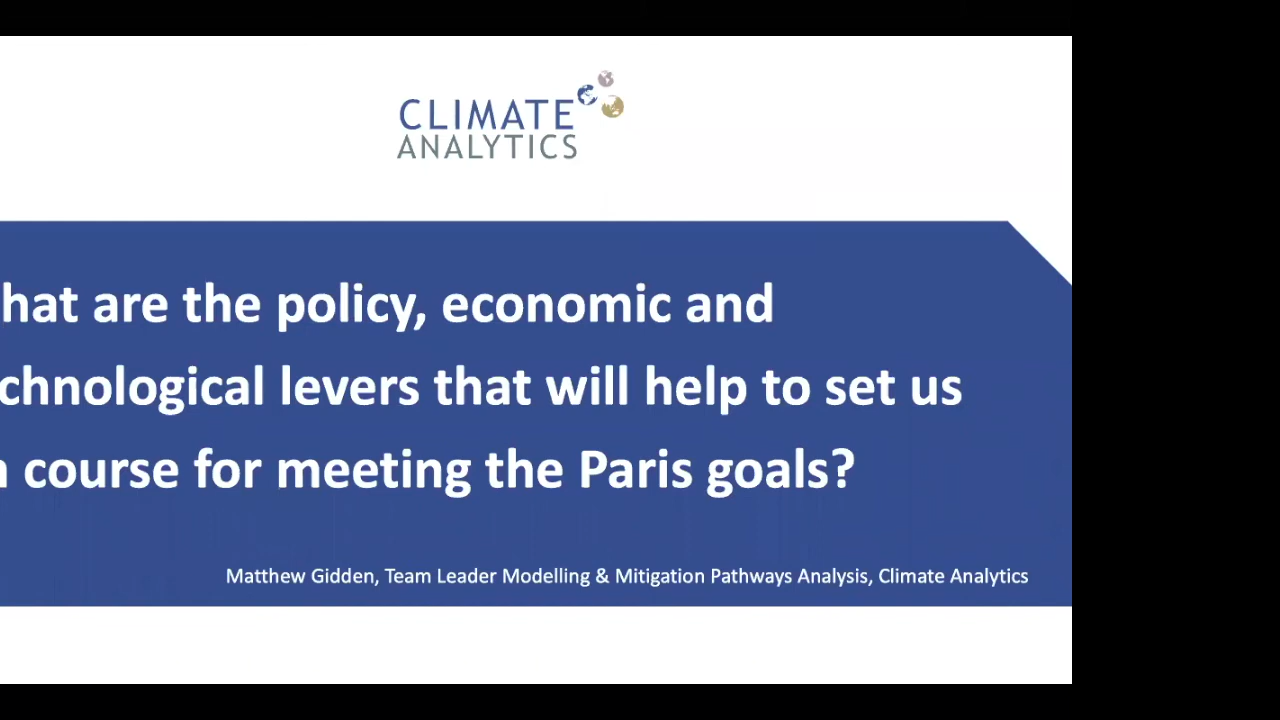 CLIMATE
ANALYTICS
hat are the policy, economic and
chnological levers that will help to set us
n course for meeting the Paris goals?
Matthew Gidden, Team Leader Modelling & Mitigation Pathways Analysis, Climate Analytics